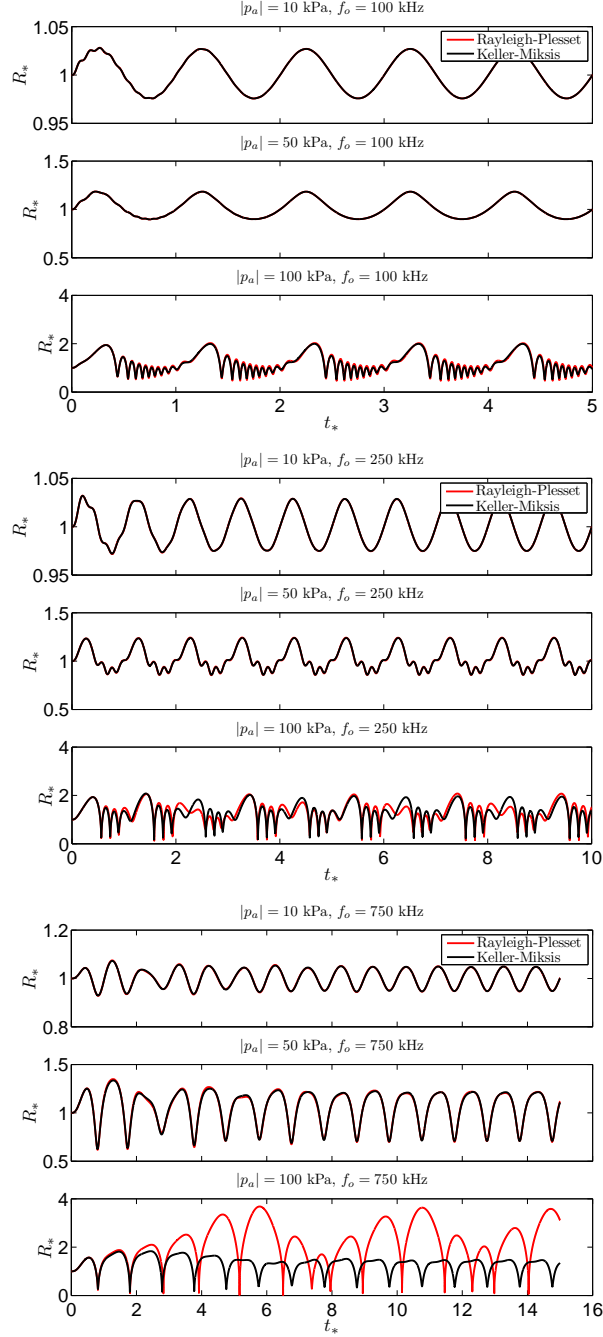 |p_a| = 10 kPa, f_o = 100 kHz
1.05
1
0.95
R_*
Rayleigh-Plesset
Keller-Miksis
|p_a| = 50 kPa, f_o = 100 kHz
1.5
1
0.5
R_*
|p_a| = 100 kPa, f_o = 100 kHz
4
2
0
R_*
0 1 2 3 4 5
t_*
|p_a| = 10 kPa, f_o = 250 kHz
1.05
1
0.95
R_*
Rayleigh-Plesset
Keller-Miksis
|p_a| = 50 kPa, f_o = 250 kHz
1.5
1
0.5
R_*
|p_a| = 100 kPa, f_o = 250 kHz
4
2
0
R_*
0 2 4 6 8 10
t_*
|p_a| = 10 kPa, f_o = 750 kHz
1.2
1
0.8
R_*
Rayleigh-Plesset
Keller-Miksis
|p_a| = 50 kPa, f_o = 750 kHz
1.5
1
0.5
R_*
|p_a| = 100 kPa, f_o = 750 kHz
4
2
0
R_*
0 2 4 6 8 10 12 14 16
t_*